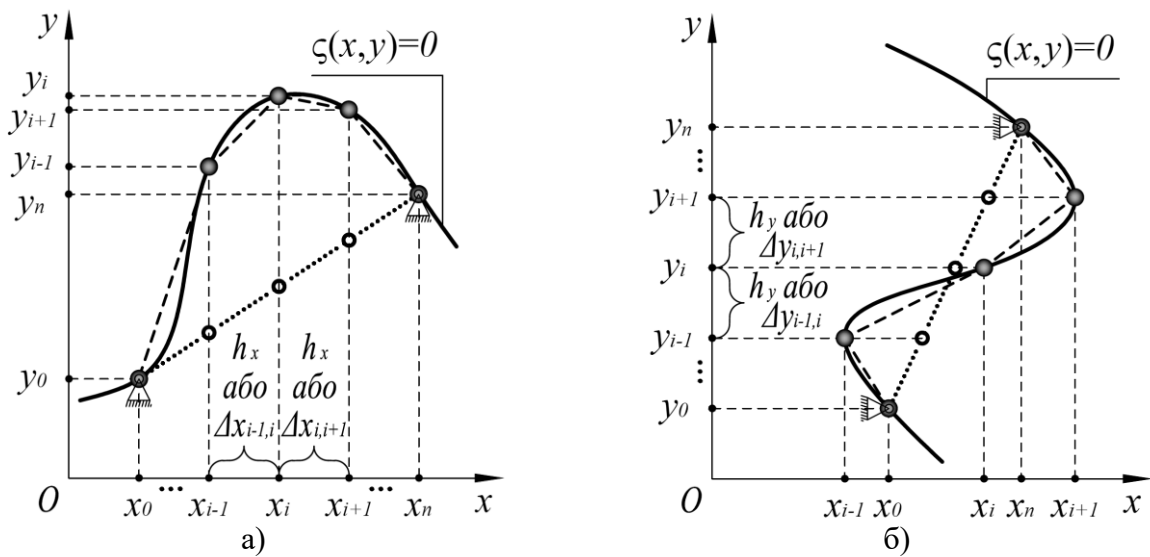 y
ς(x,y)=0
yᵢ
yᵢ₊₁
yᵢ₋₁
yₙ
y₀
hₓ
або
Δxᵢ₋₁,ᵢ
hₓ
або
Δxᵢ,ᵢ₊₁
O
x₀
...
xᵢ₋₁
xᵢ
xᵢ₊₁
...
xₙ
x
а)
y
ς(x,y)=0
yₙ
...
yᵢ₊₁
h_y або
Δyᵢ,ᵢ₊₁
yᵢ
h_y або
Δyᵢ₋₁,ᵢ
yᵢ₋₁
...
y₀
O
xᵢ₋₁
x₀
xᵢ
xₙ
xᵢ₊₁
x
б)